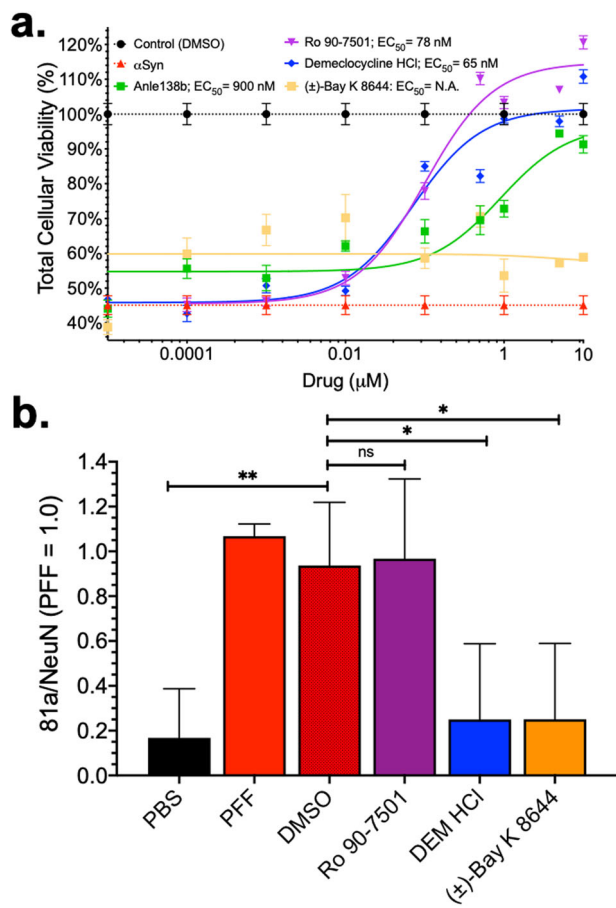 a.
Control (DMSO)
αSyn
Anle138b; EC50= 900 nM
Ro 90-7501; EC50= 78 nM
Demeclocycline HCl; EC50= 65 nM
(±)-Bay K 8644: EC50= N.A.
Total Cellular Viability (%)
120%
110%
100%
90%
80%
70%
60%
50%
40%
0.0001
0.01
1
10
Drug (μM)
b.
*
*
ns
**
81a/NeuN (PFF = 1.0)
1.4
1.2
1.0
0.8
0.6
0.4
0.2
0.0
PBS
PFF
DMSO
Ro 90-7501
DEM HCl
(±)-Bay K 8644